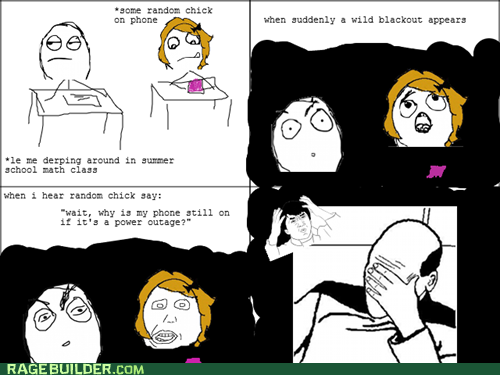 *some random chick
on phone
*le me derping around in summer
school math class
when suddenly a wild blackout appears
when i hear random chick say:
"wait, why is my phone still on
if it's a power outage?"
RAGEBUILDER.COM